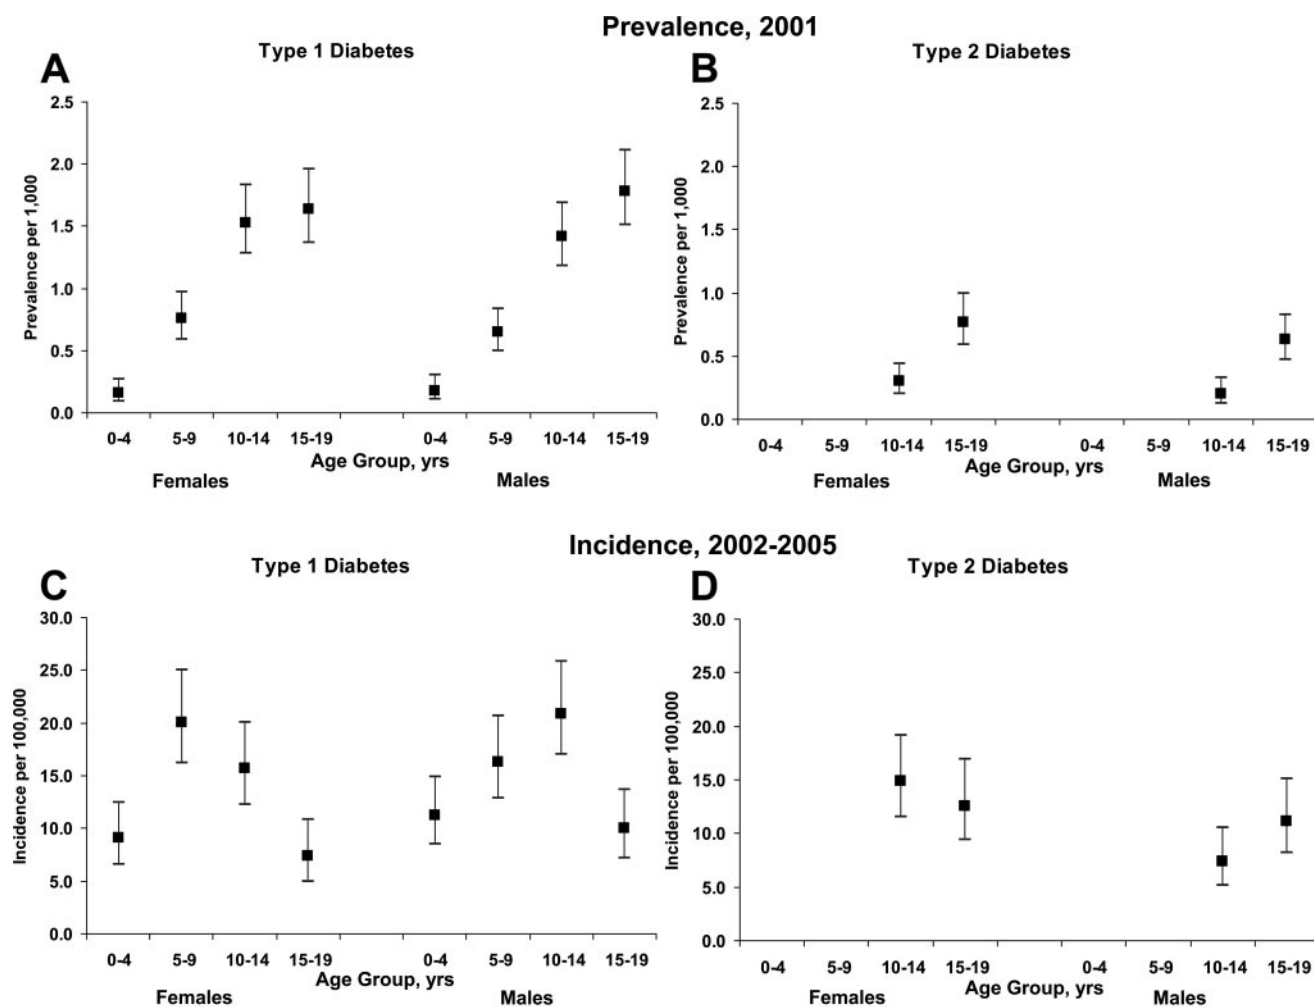 Prevalence, 2001
Type 1 Diabetes
Type 2 Diabetes
A
B
Prevalence per 1,000
2.5
2.0
1.5
1.0
0.5
0.0
0-4 5-9 10-14 15-19 0-4 5-9 10-14 15-19
Age Group, yrs
Females Males
Prevalence per 1,000
2.5
2.0
1.5
1.0
0.5
0.0
0-4 5-9 10-14 15-19 0-4 5-9 10-14 15-19
Age Group, yrs
Females Males
Incidence, 2002-2005
Type 1 Diabetes
Type 2 Diabetes
C
D
Incidence per 100,000
30.0
25.0
20.0
15.0
10.0
5.0
0.0
0-4 5-9 10-14 15-19 0-4 5-9 10-14 15-19
Age Group, yrs
Females Males
Incidence per 100,000
30.0
25.0
20.0
15.0
10.0
5.0
0.0
0-4 5-9 10-14 15-19 0-4 5-9 10-14 15-19
Age Group, yrs
Females Males